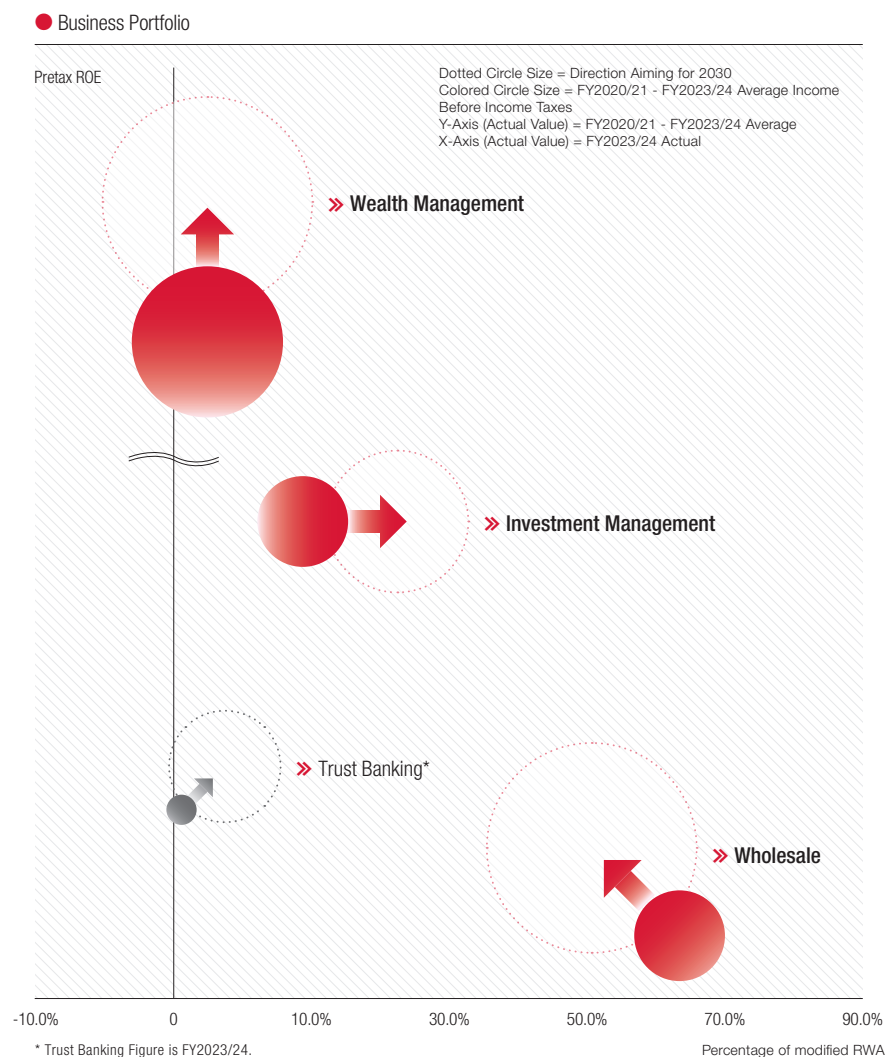 Business Portfolio
Pretax ROE
Dotted Circle Size = Direction Aiming for 2030
Colored Circle Size = FY2020/21 - FY2023/24 Average Income
Before Income Taxes
Y-Axis (Actual Value) = FY2020/21 - FY2023/24 Average
X-Axis (Actual Value) = FY2023/24 Actual
Wealth Management
Investment Management
Trust Banking*
Wholesale
-10.0% 0 10.0% 30.0% 50.0% 70.0% 90.0%
* Trust Banking Figure is FY2023/24.
Percentage of modified RWA